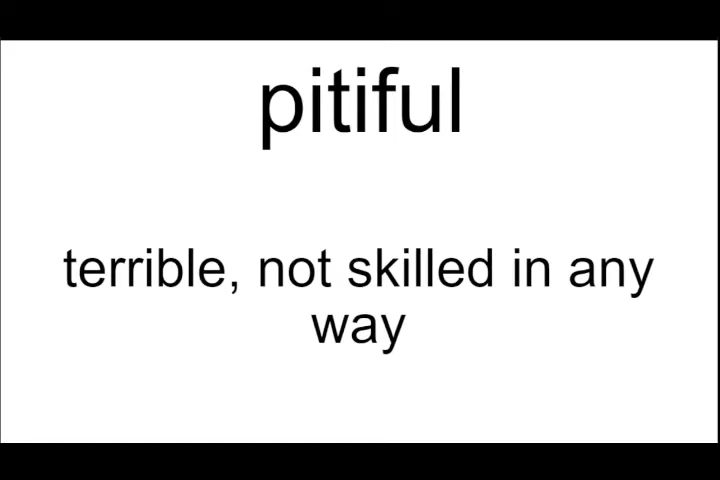 pitiful
terrible, not skilled in any
way